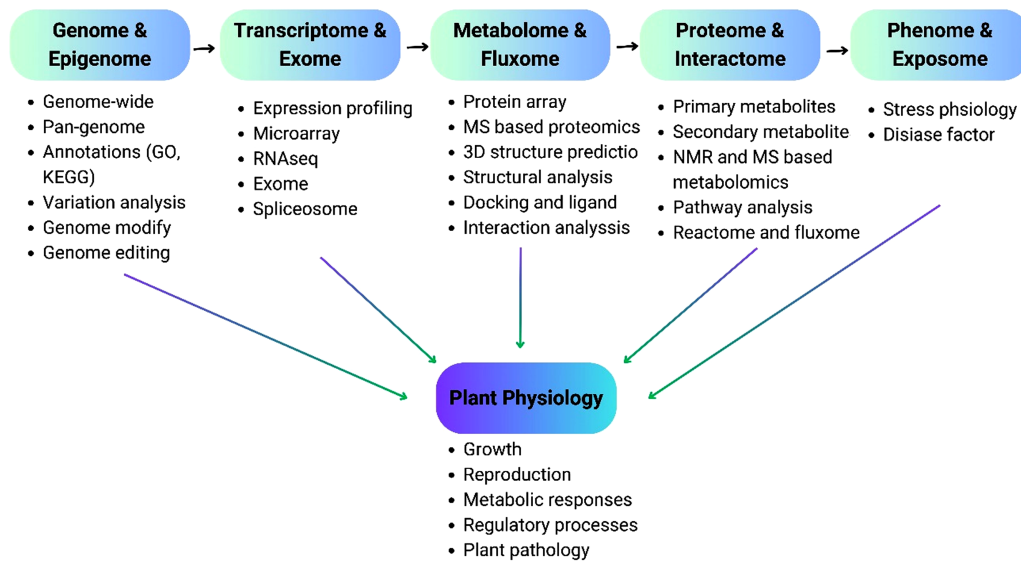 Genome &
Epigenome
Transcriptome &
Exome
Metabolome &
Fluxome
Proteome &
Interactome
Phenome &
Exposome
Genome-wide
Pan-genome
Annotations (GO,
KEGG)
Variation analysis
Genome modify
Genome editing
Expression profiling
Microarray
RNAseq
Exome
Spliceosome
Protein array
MS based proteomics
3D structure predictio
Structural analysis
Docking and ligand
Interaction analyssis
Primary metabolites
Secondary metabolite
NMR and MS based
metabolomics
Pathway analysis
Reactome and fluxome
Stress phsiology
Disiase factor
Plant Physiology
Growth
Reproduction
Metabolic responses
Regulatory processes
Plant pathology